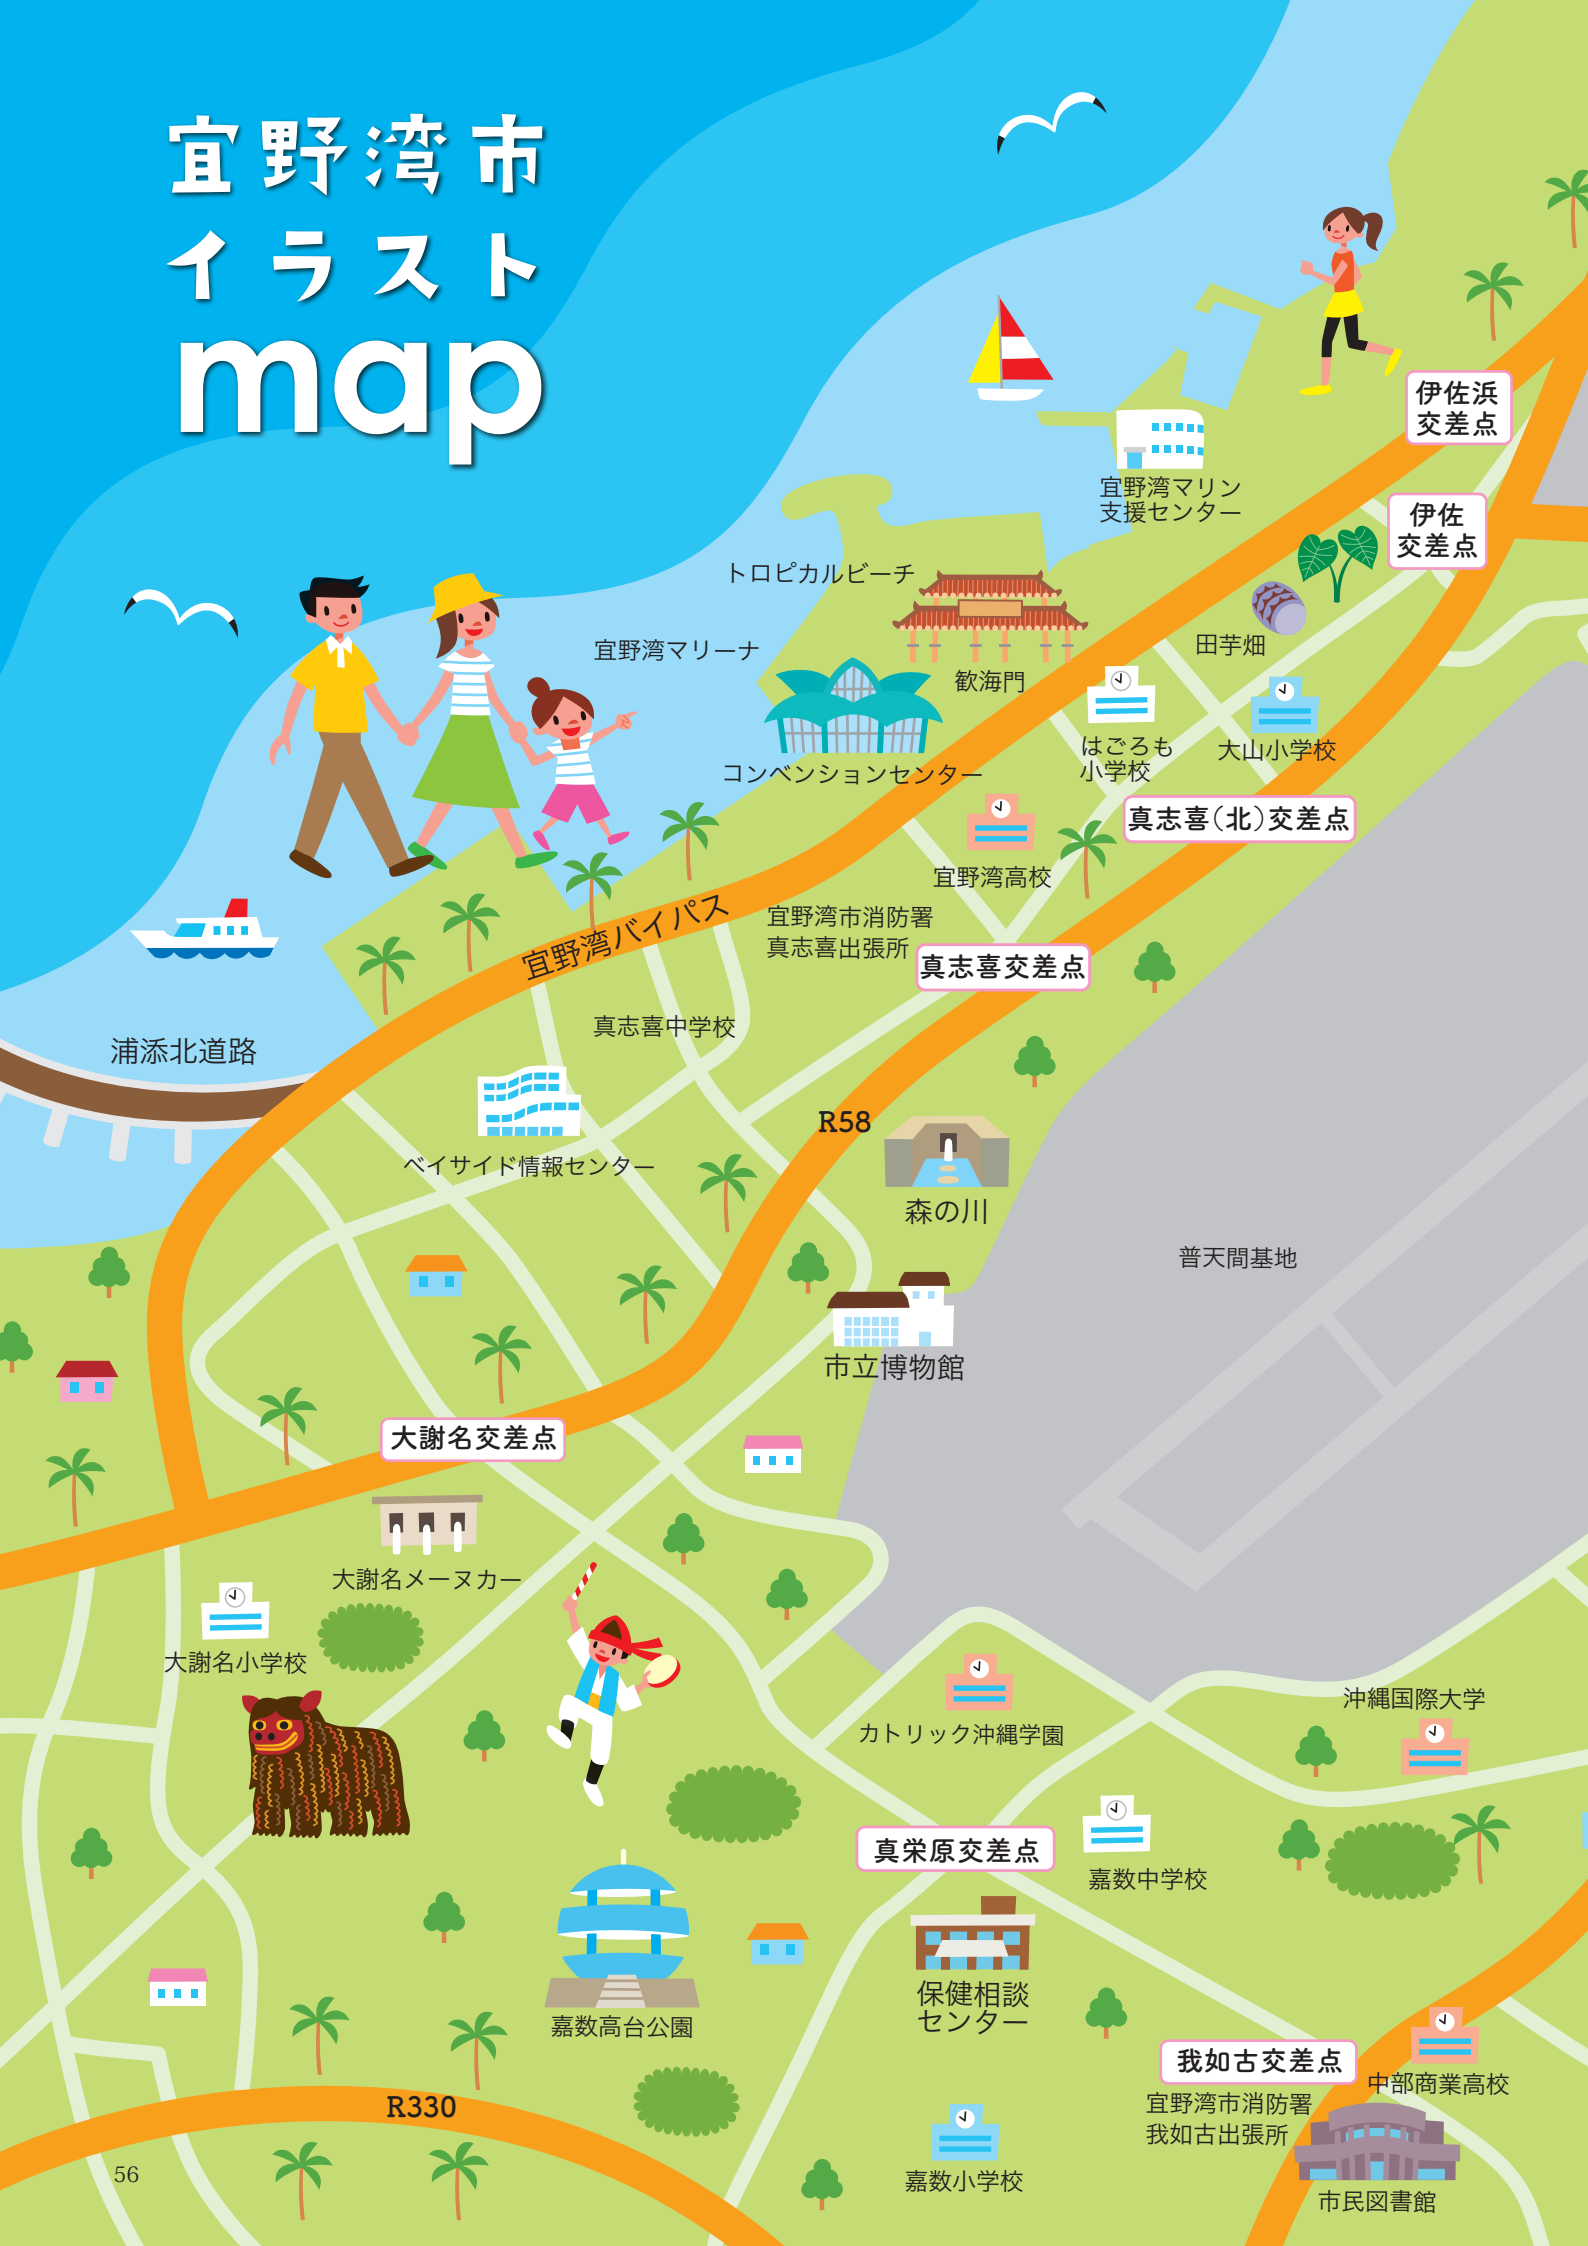 宜野湾市
イラスト
map
伊佐浜
交差点
宜野湾マリン
支援センター
伊佐
交差点
トロピカルビーチ
田芋畑
宜野湾マリーナ
歓海門
はごろも
小学校
大山小学校
コンベンションセンター
真志喜(北)交差点
宜野湾高校
宜野湾バイパス
宜野湾市消防署
真志喜出張所
真志喜交差点
真志喜中学校
浦添北道路
R58
ベイサイド情報センター
森の川
普天間基地
市立博物館
大謝名交差点
大謝名メーヌカー
大謝名小学校
カトリック沖縄学園
沖縄国際大学
真栄原交差点
嘉数中学校
保健相談
センター
嘉数高台公園
我如古交差点
中部商業高校
宜野湾市消防署
我如古出張所
R330
56
嘉数小学校
市民図書館